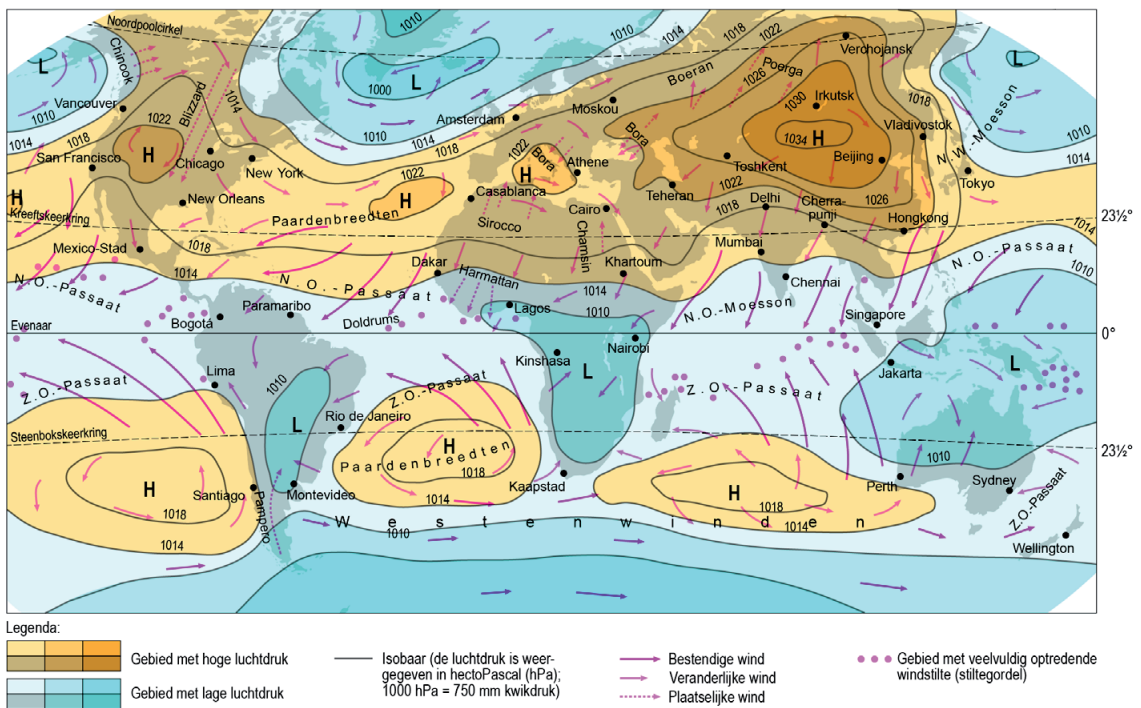 1010
1010
1022
Noordpoolcirkel
1018
Verchojansk
Chinook
L
1014
Boeran
1026
Poerga
L
L
1000
Vancouver
1010
Blizzard
1030
Irkutsk
1018
1010
Moskou
1014
1022
Amsterdam
1010
Vladivostok
N.W.-Moesson
1018
1014
Bora
1034
H
H
1018
1022
Bora
San Francisco
Chicago
New York
Athene
Toshkent
Beijing
1014
H
Tokyo
H
1022
H
Casablanca
Teheran
1022
1026
New Orleans
Delhi
Cherra-
punji
Kreeftskeerkring
Paardenbreedten
Cairo
1018
Hongkong
23½°
Sirocco
1018
Chamsin
Mumbai
1014
Mexico-Stad
N.O.-Passaat
Dakar
Harmattan
Khartoum
1014
1014
Chennai
1010
N.O.-Passaat
N.O.-Passaat
N.O.-Moesson
Paramaribo
Lagos
1010
Singapore
Bogotá
Doldrums
Evenaar
0°
Nairobi
Kinshasa
Jakarta
L
Lima
L
1010
Z.O.-Passaat
Z.O.-Passaat
Z.O.-Passaat
Rio de Janeiro
L
Steenbokskeerkring
H
1010
23½°
Paardenbreedten
1018
Kaapstad
Perth
Sydney
H
Santiago
Montevideo
1014
H
1018
Z.O.-Passaat
1018
Pampero
Westenwinden
1014
1014
1010
Wellington
Legenda:
Gebied met hoge luchtdruk
Gebied met lage luchtdruk
Isobaar (de luchtdruk is weer-
gegeven in hectoPascal (hPa);
1000 hPa = 750 mm kwikdruk)
Bestendige wind
Veranderlijke wind
Plaatselijke wind
Gebied met veelvuldig optredende
windstilte (stiltegordel)